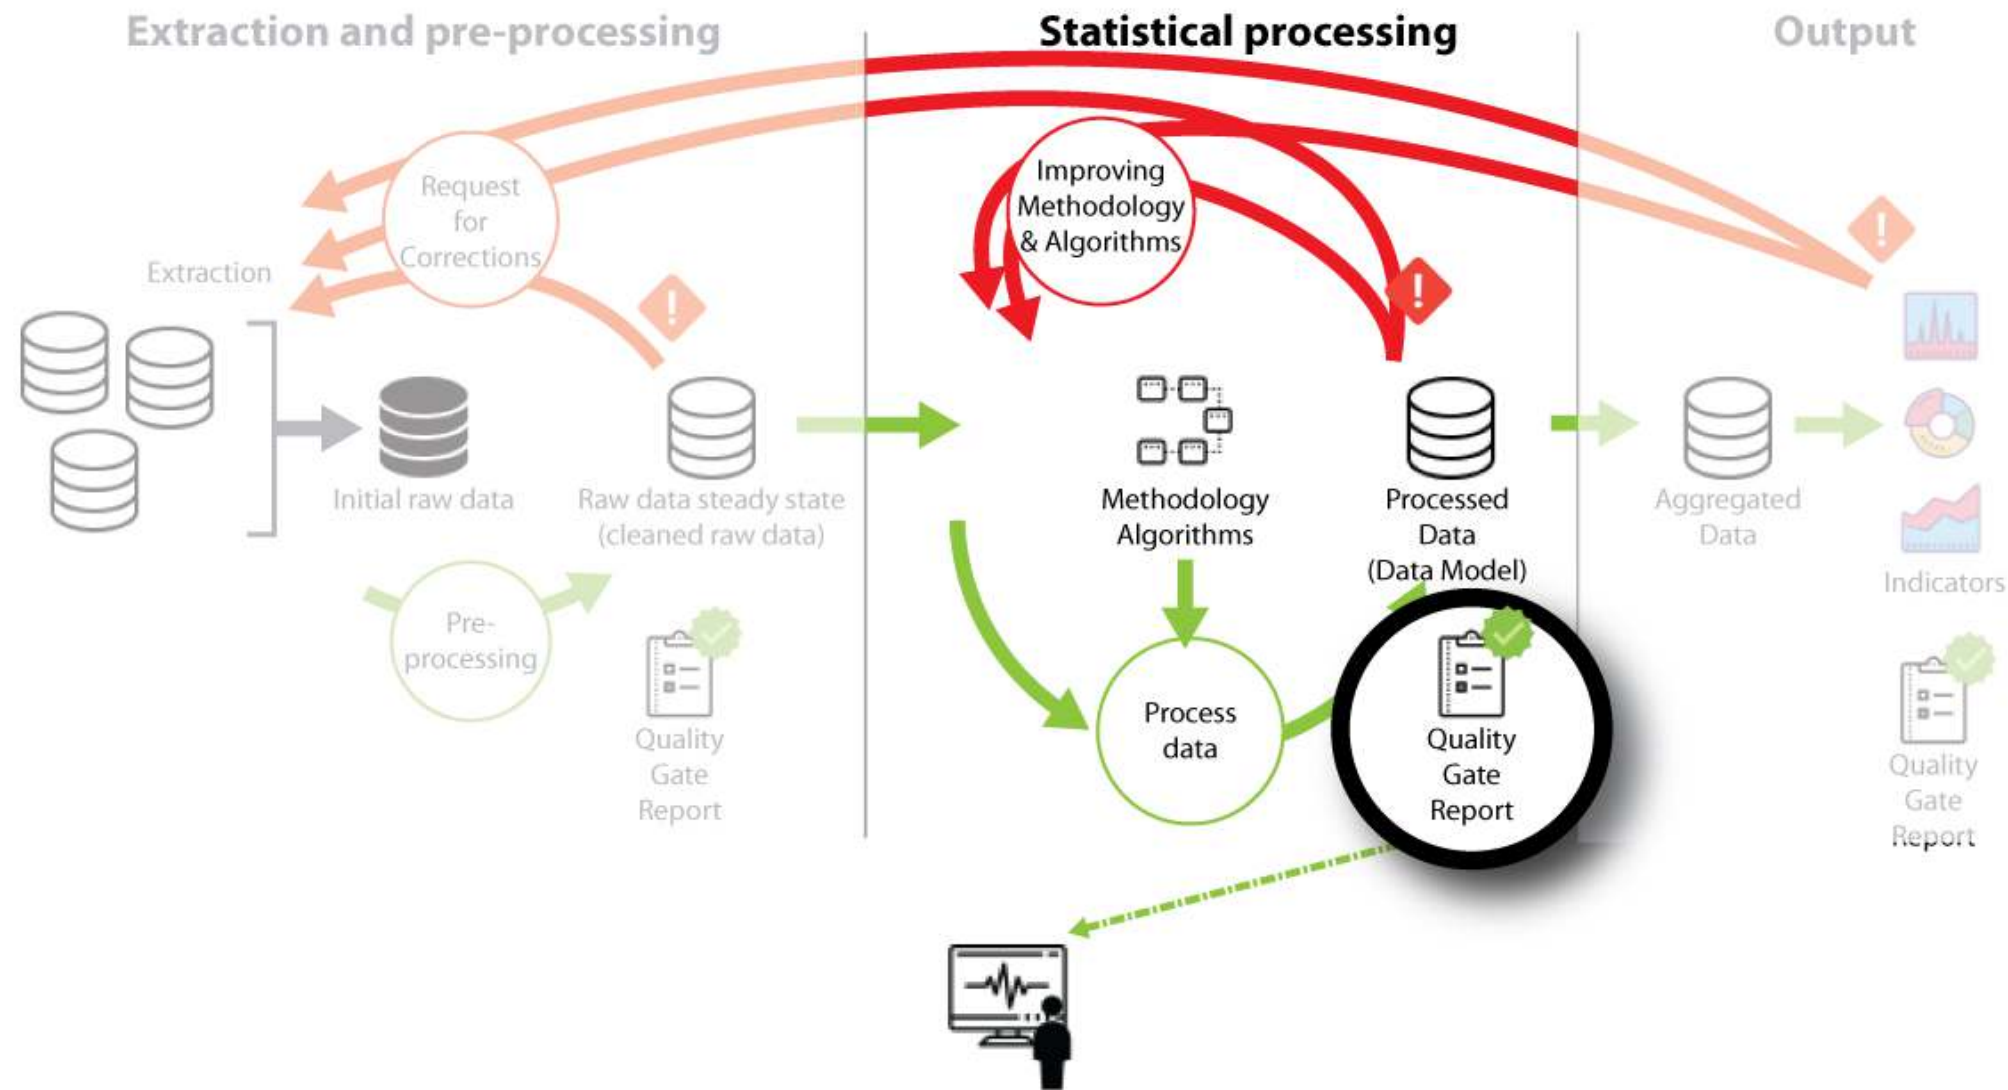 Extraction and pre-processing
Statistical processing
Output
Request
for
Corrections
Improving
Methodology
& Algorithms
!
!
!
Extraction
Initial raw data
Raw data steady state
(cleaned raw data)
Methodology
Algorithms
Processed
Data
(Data Model)
Aggregated
Data
Indicators
Pre-
processing
Quality
Gate
Report
Process
data
Quality
Gate
Report
Quality
Gate
Report